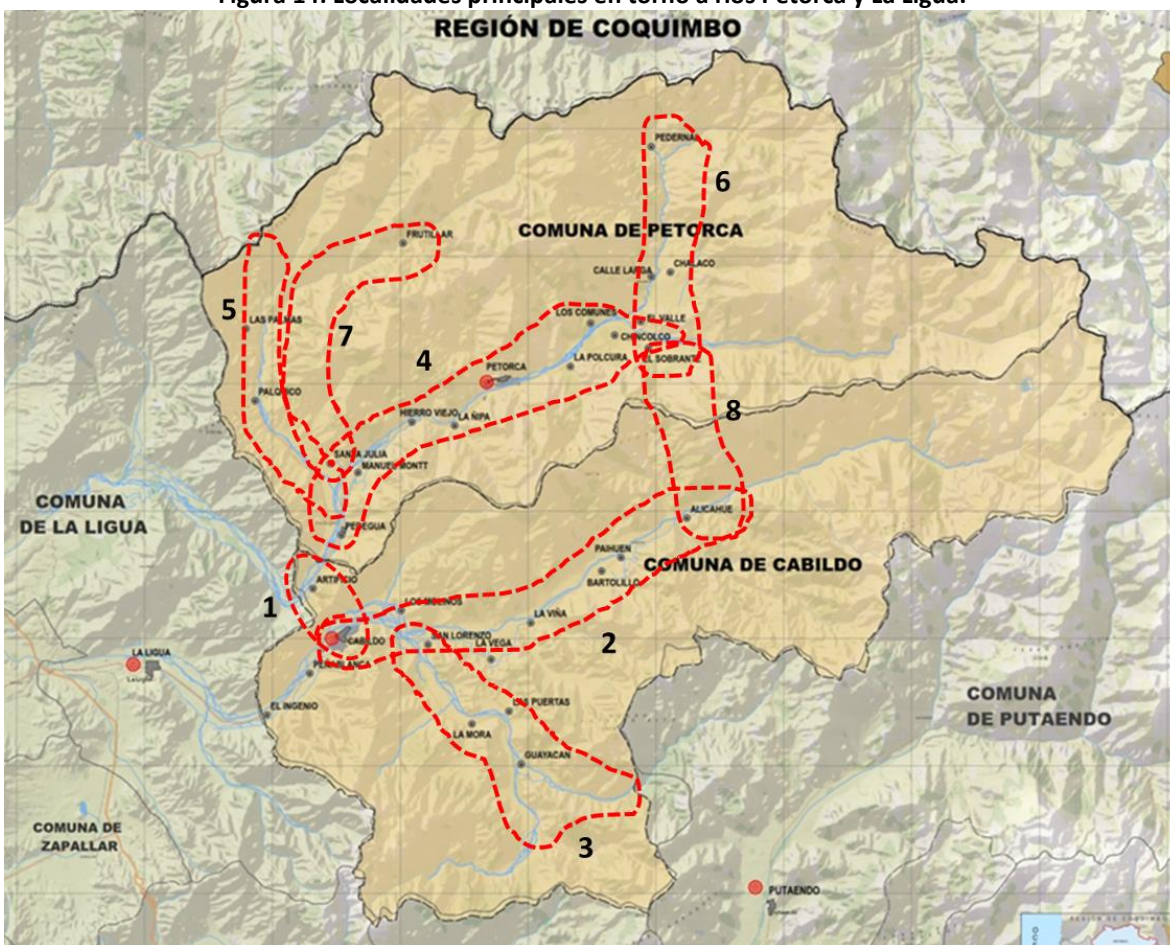 Figura 14. Localidades principales en torno a ríos Petorca y La Ligua.
REGIÓN DE COQUIMBO
PEDERNAL
6
COMUNA DE PETORCA
FRUTILLAR
CALLE LARGA
CHALACO
5
LAS PALMAS
7
4
LOS COMUNES
EL VALLE
CHINCOLCO
EL SOBRANTE
LA POLCURA
PETORCA
PALQUICO
HIERRO VIEJO
LA ÑIPA
8
SANTA JULIA
MANUEL MONTT
COMUNA
DE LA LIGUA
ALICAHUE
PEDEGUA
PAIHUEN
COMUNA DE CABILDO
BARTOLILLO
ARTIFICIO
1
LOS MOLINOS
LA VIÑA
2
CABILDO
SAN LORENZO
LA VEGA
LA LIGUA
PEÑABLANCA
EL INGENIO
LAS PUERTAS
COMUNA
DE PUTAENDO
LA MORA
GUAYACAN
COMUNA DE
ZAPALLAR
3
PUTAENDO
REGION DE COQUIMBO